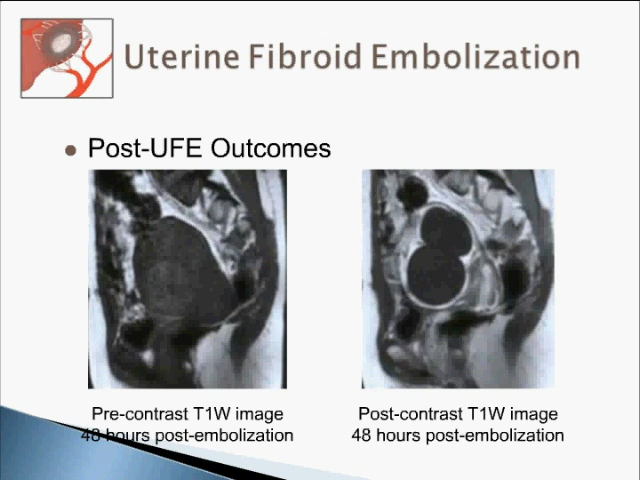 Uterine Fibroid Embolization
Post-UFE Outcomes
Pre-contrast T1W image
48 hours post-embolization
Post-contrast T1W image
48 hours post-embolization